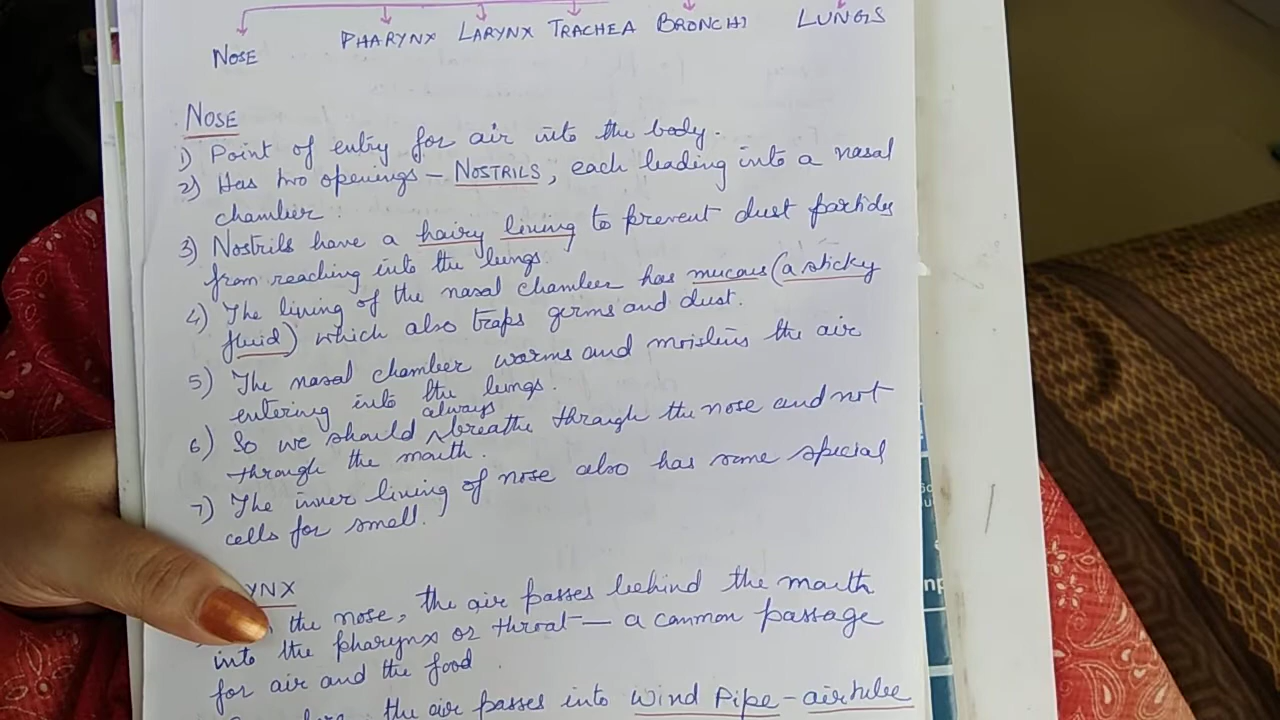 NOSE PHARYNX LARYNX TRACHEA BRONCHI LUNGS
NOSE
1) Point of entry for air into the body.
2) Has two openings – NOSTRILS, each leading into a nasal
chamber.
3) Nostrils have a hairy lining to prevent dust particles
from reaching into the lungs.
4) The lining of the nasal chamber has mucous (a sticky
fluid) which also traps germs and dust.
5) The nasal chamber warms and moistens the air
entering into the lungs.
6) So we should always breathe through the nose and not
through the mouth.
7) The inner lining of nose also has some special
cells for smell.
YNX
the nose, the air passes behind the mouth
into the pharynx or throat — a common passage
for air and the food.
the air passes into wind Pipe – air tube